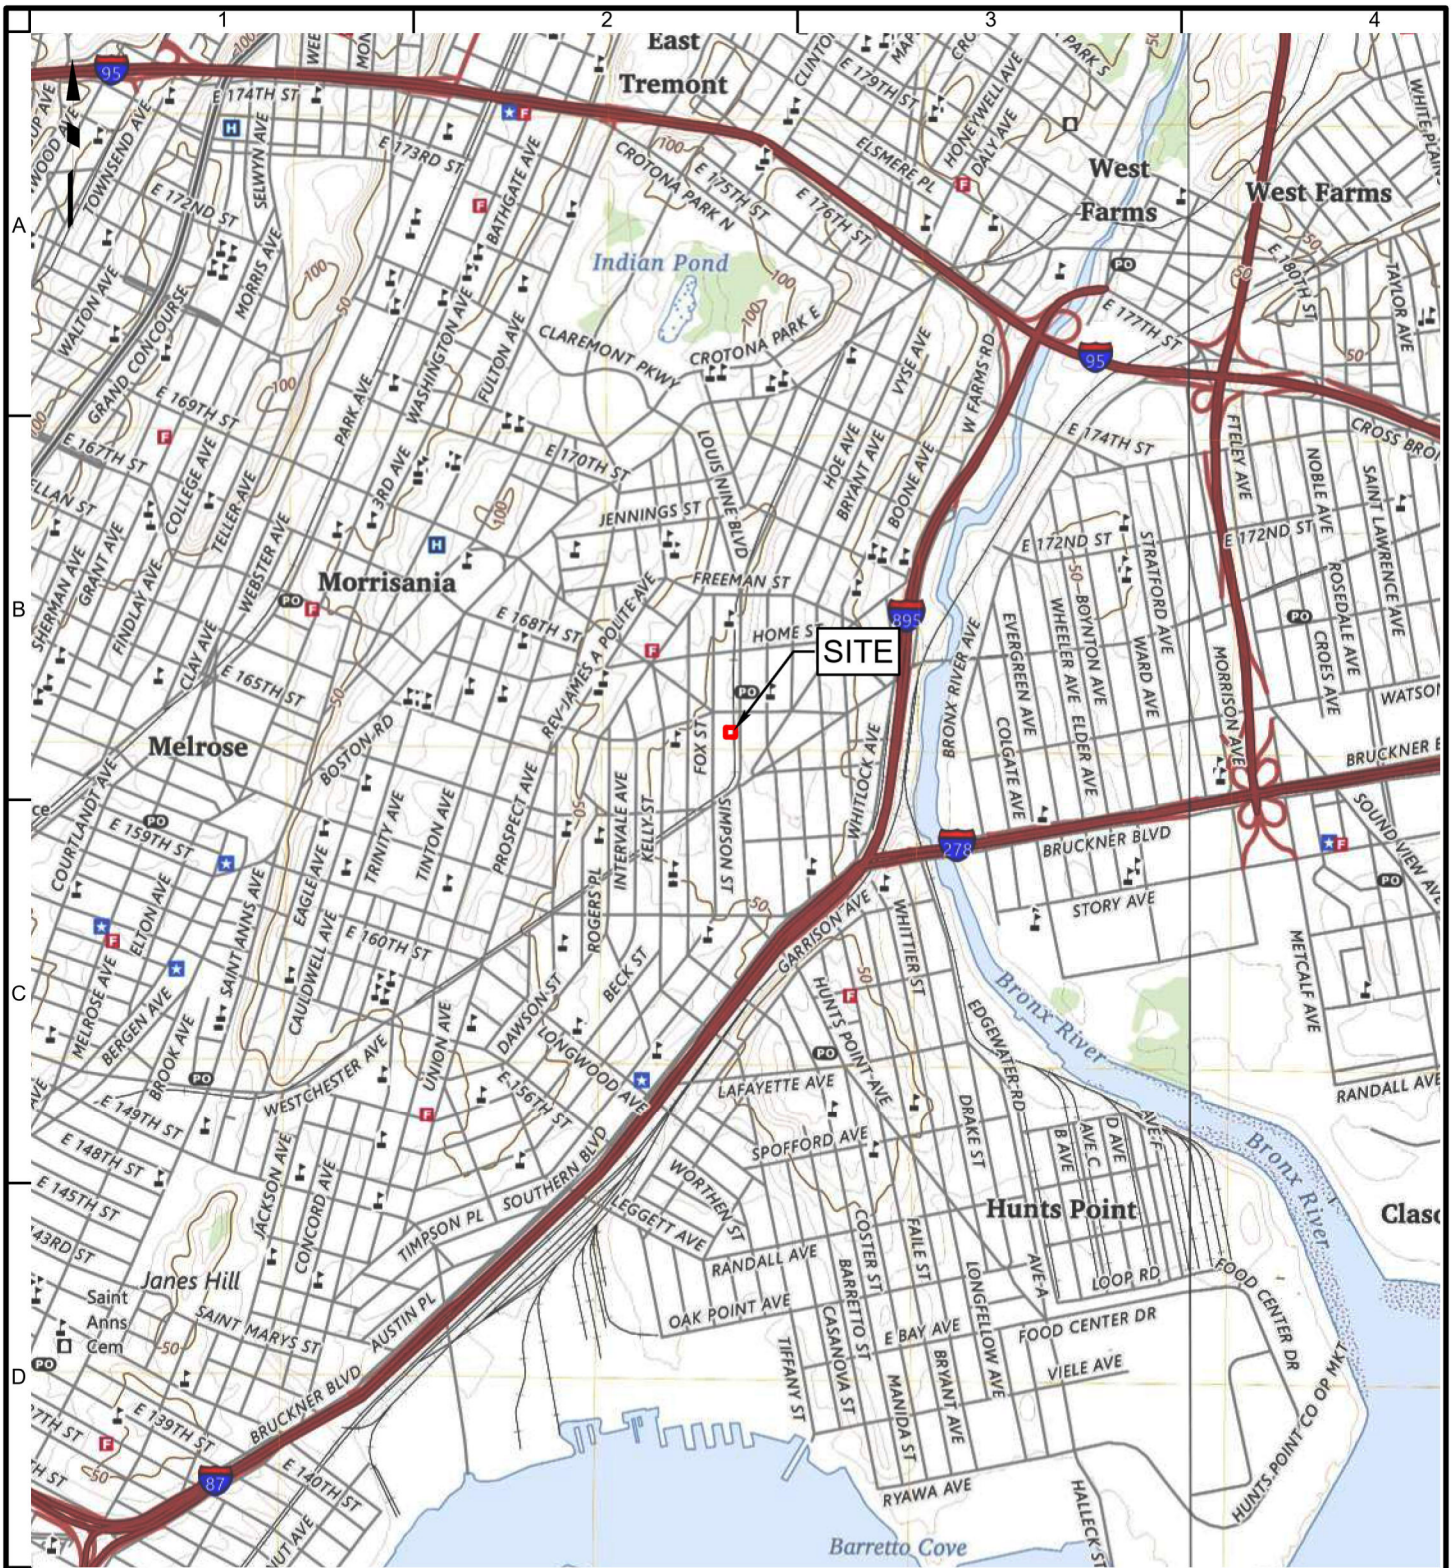 1
2
3
4
A
B
C
D
East
Tremont
95
E 174TH ST
E 173RD ST
E 172ND ST
TOWNSEND AVE
SELWYN AVE
WALTON AVE
GRAND CONCOURSE
MORRIS AVE
BATHGATE AVE
WASHINGTON AVE
FULTON AVE
PARK AVE
CROTONA PARK N
E 175TH ST
E 176TH ST
E 179TH ST
ELSMERE PL
HONEYWELL AVE
DALY AVE
PARK S
West
Farms
West Farms
WHITE PLAINS
E 180TH ST
TAYLOR AVE
E 177TH ST
95
Indian Pond
CLAREMONT PKWY
CROTONA PARK E
VYSE AVE
W FARMS RD
E 169TH ST
E 167TH ST
COLLEGE AVE
TELLER AVE
WEBSTER AVE
3RD AVE
E 170TH ST
JENNINGS ST
LOUIS NINE BLVD
HOE AVE
BRYANT AVE
BOONE AVE
E 174TH ST
FTELEY AVE
CROSS BRO
NOBLE AVE
SAINT LAWRENCE AVE
E 172ND ST
E 172ND ST
STRATFORD AVE
ROSEDALE AVE
SHERMAN AVE
GRANT AVE
FINDLAY AVE
CLAY AVE
Morrisania
E 168TH ST
REV JAMES A POLITE AVE
FREEMAN ST
HOME ST
SITE
895
BRONX RIVER AVE
EVERGREEN AVE
COLGATE AVE
WHEELER AVE
BOYNTON AVE
ELDER AVE
WARD AVE
MORRISON AVE
CROES AVE
WATSON
E 165TH ST
Melrose
BOSTON RD
FOX ST
WHITLOCK AVE
BRUCKNER
BRUCKNER BLVD
278
SOUND VIEW AVE
STORY AVE
METCALF AVE
COURTLANDT AVE
E 159TH ST
ELTON AVE
MELROSE AVE
BERGEN AVE
BROOK AVE
SAINT ANNS AVE
EAGLE AVE
CAULDWELL AVE
TRINITY AVE
TINTON AVE
PROSPECT AVE
E 160TH ST
ROGERS PL
INTERVALE AVE
KELLY ST
SIMPSON ST
BECK ST
DAWSON ST
LONGWOOD AVE
E 156TH ST
UNION AVE
WESTCHESTER AVE
GARRISON AVE
WHITTIER ST
HUNTS POINT AVE
EDGEWATER RD
Bronx River
Bronx River
RANDALL AVE
LAFAYETTE AVE
SPOFFORD AVE
DRAKE ST
B AVE
AVE C
D AVE
AVE F
E 149TH ST
E 148TH ST
E 145TH ST
43RD ST
JACKSON AVE
CONCORD AVE
TIMPSON PL
SOUTHERN BLVD
LEGGETT AVE
WORTHEN ST
RANDALL AVE
OAK POINT AVE
Hunts Point
Claso
COSTER ST
BARRETTO ST
CASANOVA ST
FAILE ST
LONGFELLOW AVE
AVE A
LOOP RD
FOOD CENTER DR
FOOD CENTER DR
E BAY AVE
VIELE AVE
TIFFANY ST
MANIDA ST
BRYANT AVE
HUNTS POINT CO OP MKT
RYAWA AVE
HALLECK ST
Janes Hill
Saint
Anns
Cem
SAINT MARYS ST
AUSTIN PL
BRUCKNER BLVD
E 139TH ST
E 140TH ST
87
Barretto Cove